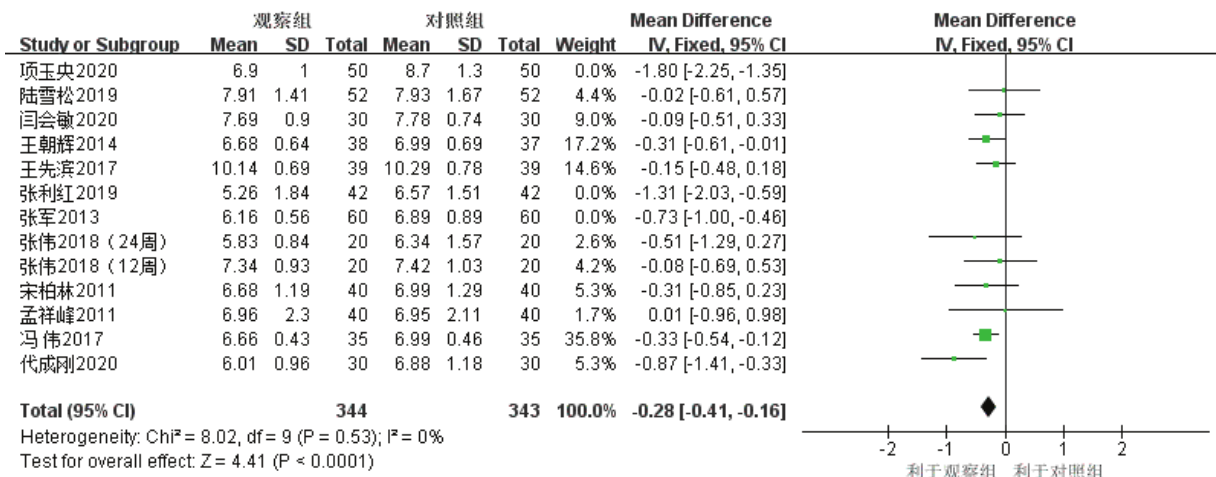 观察组 对照组 Mean Difference Mean Difference
Study or Subgroup Mean SD Total Mean SD Total Weight IV, Fixed, 95% CI IV, Fixed, 95% CI
项玉央2020 6.9 1 50 8.7 1.3 50 0.0% -1.80 [-2.25, -1.35]
陆雪松2019 7.91 1.41 52 7.93 1.67 52 4.4% -0.02 [-0.61, 0.57]
闫会敏2020 7.69 0.9 30 7.78 0.74 30 9.0% -0.09 [-0.51, 0.33]
王朝辉2014 6.68 0.64 38 6.99 0.69 37 17.2% -0.31 [-0.61, -0.01]
王先滨2017 10.14 0.69 39 10.29 0.78 39 14.6% -0.15 [-0.48, 0.18]
张利红2019 5.26 1.84 42 6.57 1.51 42 0.0% -1.31 [-2.03, -0.59]
张军2013 6.16 0.56 60 6.89 0.89 60 0.0% -0.73 [-1.00, -0.46]
张伟2018（24周） 5.83 0.84 20 6.34 1.57 20 2.6% -0.51 [-1.29, 0.27]
张伟2018（12周） 7.34 0.93 20 7.42 1.03 20 4.2% -0.08 [-0.69, 0.53]
宋柏林2011 6.68 1.19 40 6.99 1.29 40 5.3% -0.31 [-0.85, 0.23]
孟祥峰2011 6.96 2.3 40 6.95 2.11 40 1.7% 0.01 [-0.96, 0.98]
冯伟2017 6.66 0.43 35 6.99 0.46 35 35.8% -0.33 [-0.54, -0.12]
代成刚2020 6.01 0.96 30 6.88 1.18 30 5.3% -0.87 [-1.41, -0.33]
Total (95% CI) 344 343 100.0% -0.28 [-0.41, -0.16]
Heterogeneity: Chi² = 8.02, df = 9 (P = 0.53); I² = 0%
Test for overall effect: Z = 4.41 (P < 0.0001)
-2 -1 0 1 2
利于观察组 利于对照组